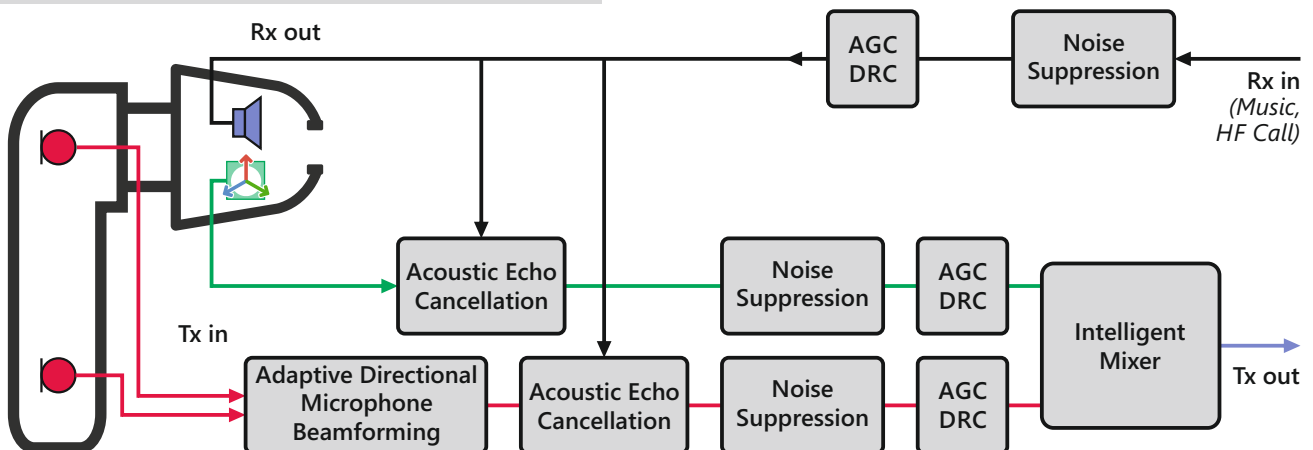 Rx out
AGC
DRC
Noise
Suppression
Rx in
(Music,
HF Call)
Acoustic Echo
Cancellation
Noise
Suppression
AGC
DRC
Intelligent
Mixer
Tx in
Tx out
Adaptive Directional
Microphone
Beamforming
Acoustic Echo
Cancellation
Noise
Suppression
AGC
DRC